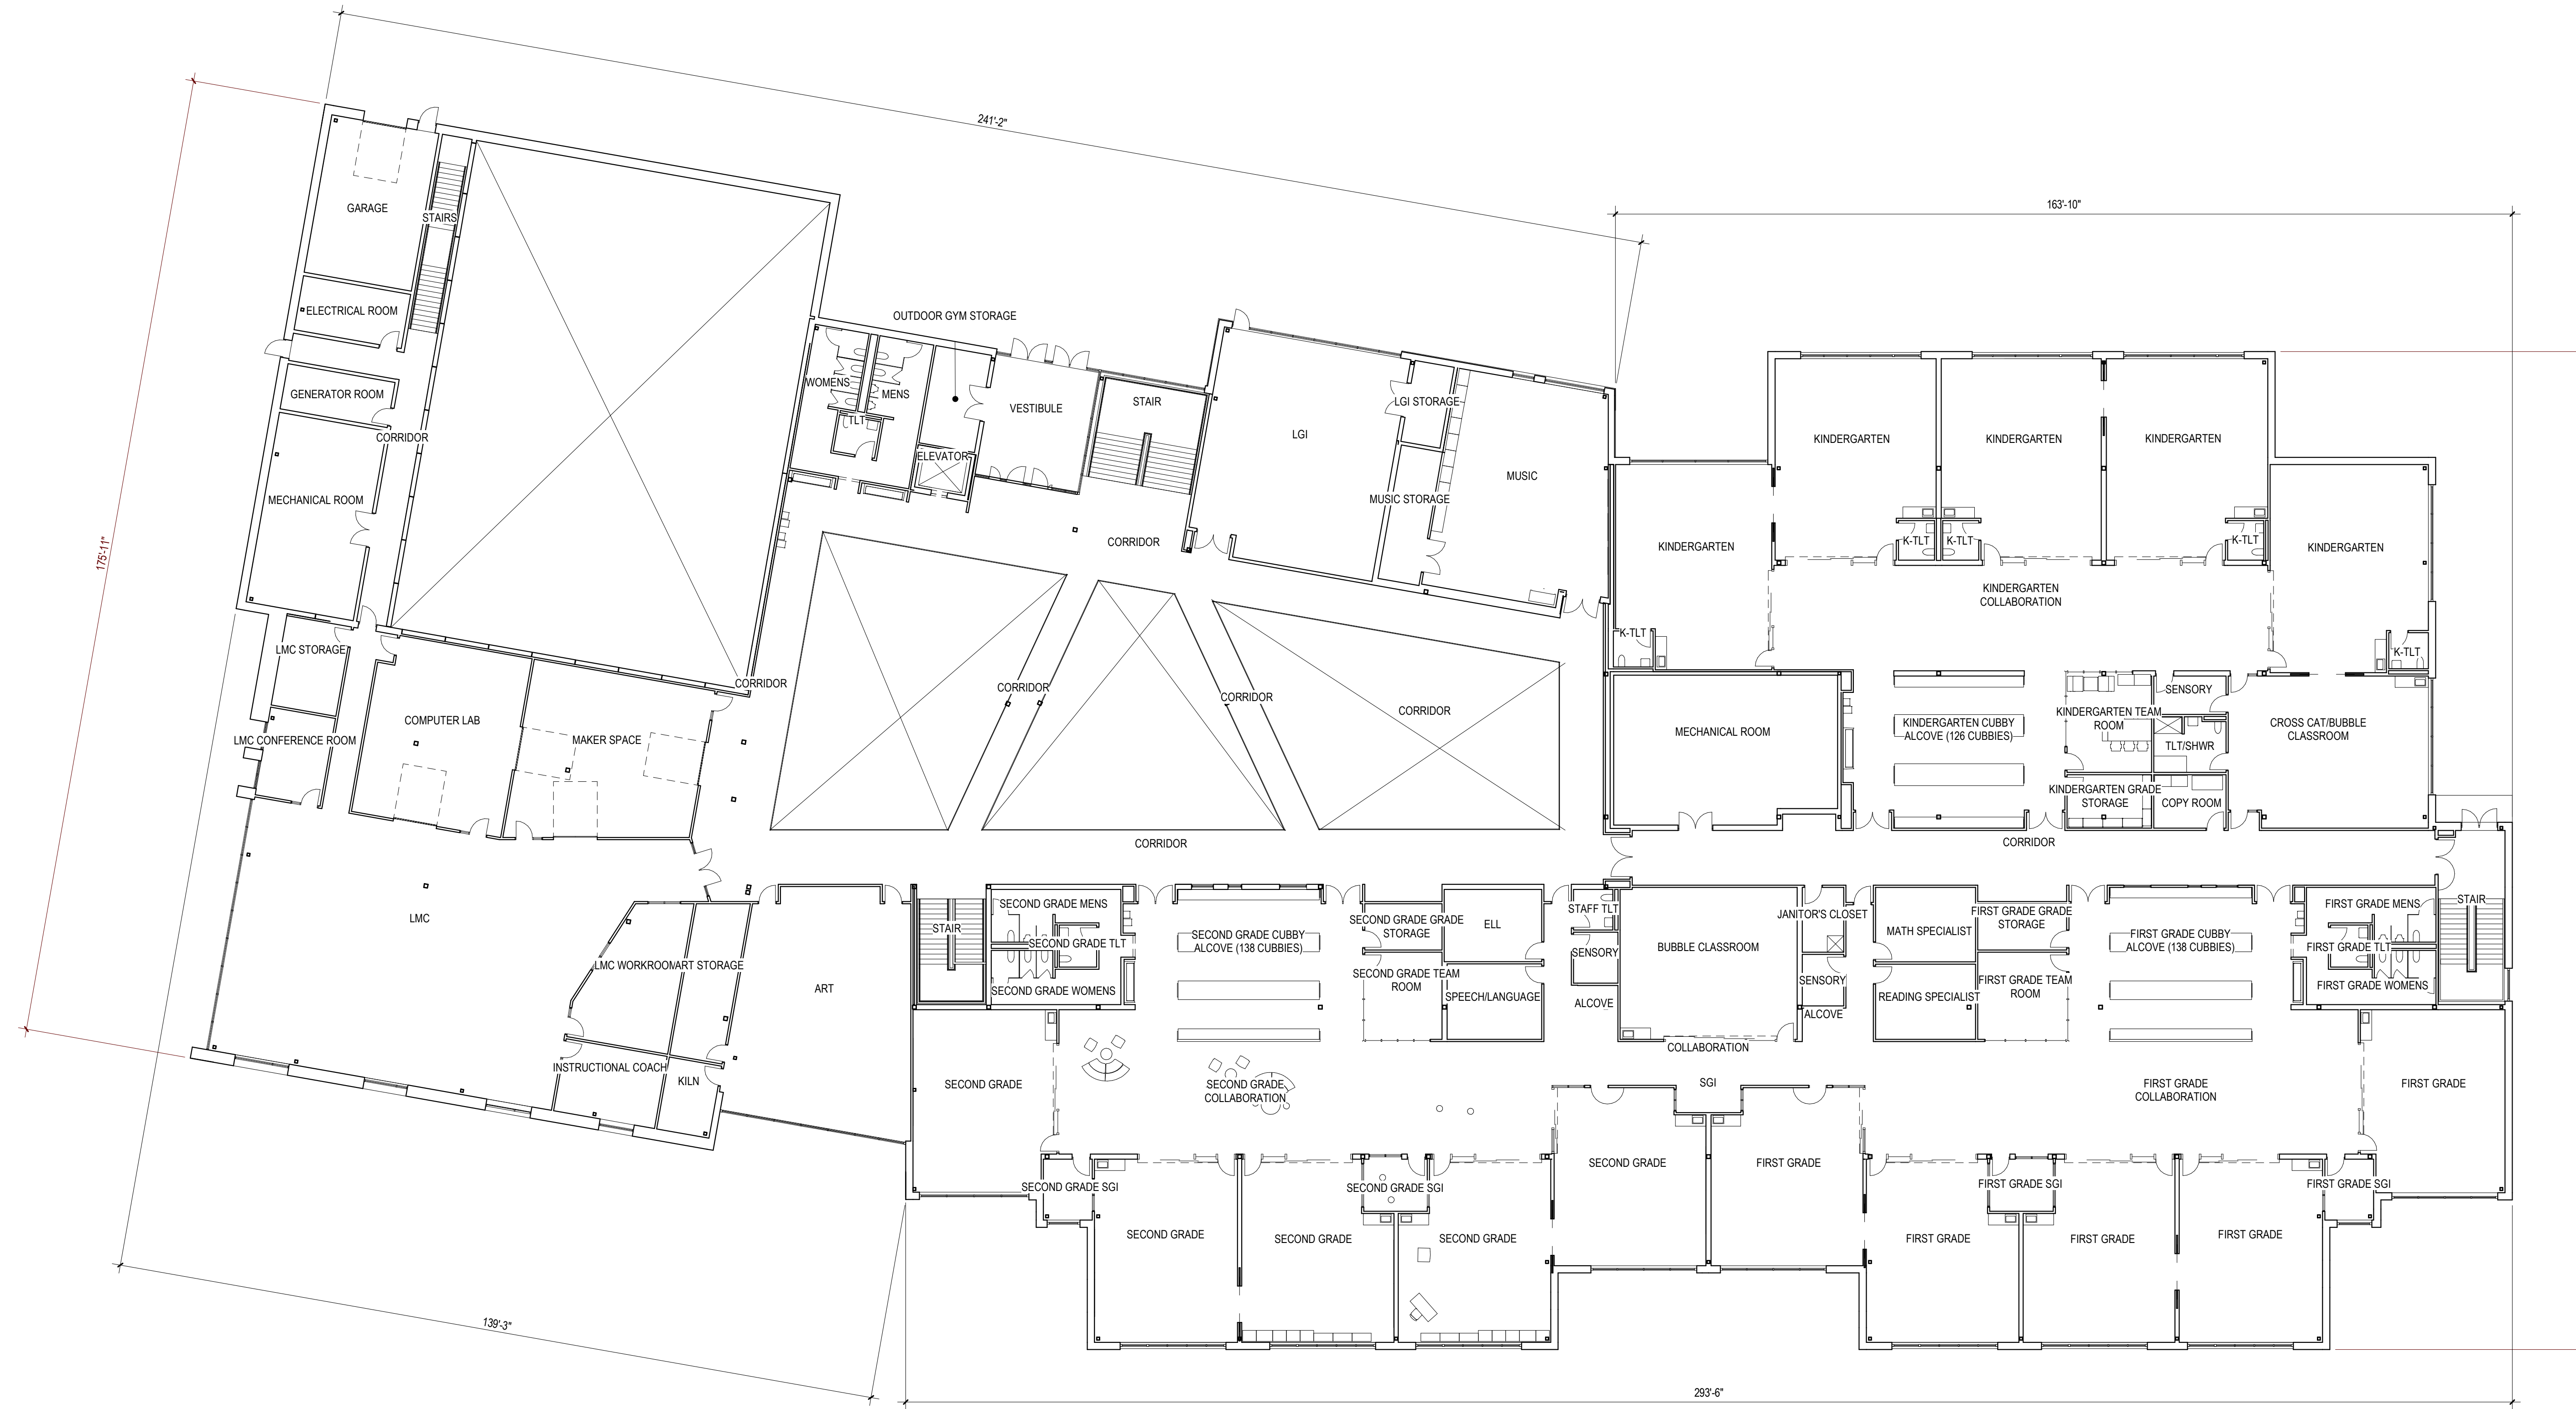 241'-2"
163'-10"
GARAGE
STAIRS
ELECTRICAL ROOM
OUTDOOR GYM STORAGE
GENERATOR ROOM
WOMENS
MENS
TLT
VESTIBULE
STAIR
LGI STORAGE
LGI
CORRIDOR
ELEVATOR
MECHANICAL ROOM
MUSIC STORAGE
MUSIC
KINDERGARTEN
KINDERGARTEN
KINDERGARTEN
KINDERGARTEN
KINDERGARTEN
K-TLT
K-TLT
K-TLT
175'-11"
CORRIDOR
KINDERGARTEN
COLLABORATION
K-TLT
K-TLT
LMC STORAGE
CORRIDOR
CORRIDOR
CORRIDOR
CORRIDOR
SENSORY
COMPUTER LAB
MAKER SPACE
LMC CONFERENCE ROOM
MECHANICAL ROOM
KINDERGARTEN CUBBY
ALCOVE (126 CUBBIES)
KINDERGARTEN TEAM
ROOM
TLT/SHWR
CROSS CAT/BUBBLE
CLASSROOM
KINDERGARTEN GRADE
STORAGE
COPY ROOM
CORRIDOR
CORRIDOR
LMC
STAIR
SECOND GRADE MENS
SECOND GRADE TLT
SECOND GRADE WOMENS
SECOND GRADE CUBBY
ALCOVE (138 CUBBIES)
SECOND GRADE GRADE
STORAGE
SECOND GRADE TEAM
ROOM
ELL
SPEECH/LANGUAGE
STAFF TLT
SENSORY
ALCOVE
BUBBLE CLASSROOM
JANITOR'S CLOSET
SENSORY
ALCOVE
MATH SPECIALIST
READING SPECIALIST
FIRST GRADE GRADE
STORAGE
FIRST GRADE TEAM
ROOM
FIRST GRADE CUBBY
ALCOVE (138 CUBBIES)
FIRST GRADE MENS
FIRST GRADE TLT
FIRST GRADE WOMENS
STAIR
LMC WORKROOM
ART STORAGE
ART
INSTRUCTIONAL COACH
KILN
COLLABORATION
SGI
SECOND GRADE
SECOND GRADE
COLLABORATION
FIRST GRADE
COLLABORATION
FIRST GRADE
SECOND GRADE
FIRST GRADE
SECOND GRADE SGI
SECOND GRADE SGI
FIRST GRADE SGI
FIRST GRADE SGI
SECOND GRADE
SECOND GRADE
SECOND GRADE
FIRST GRADE
FIRST GRADE
FIRST GRADE
139'-3"
293'-6"